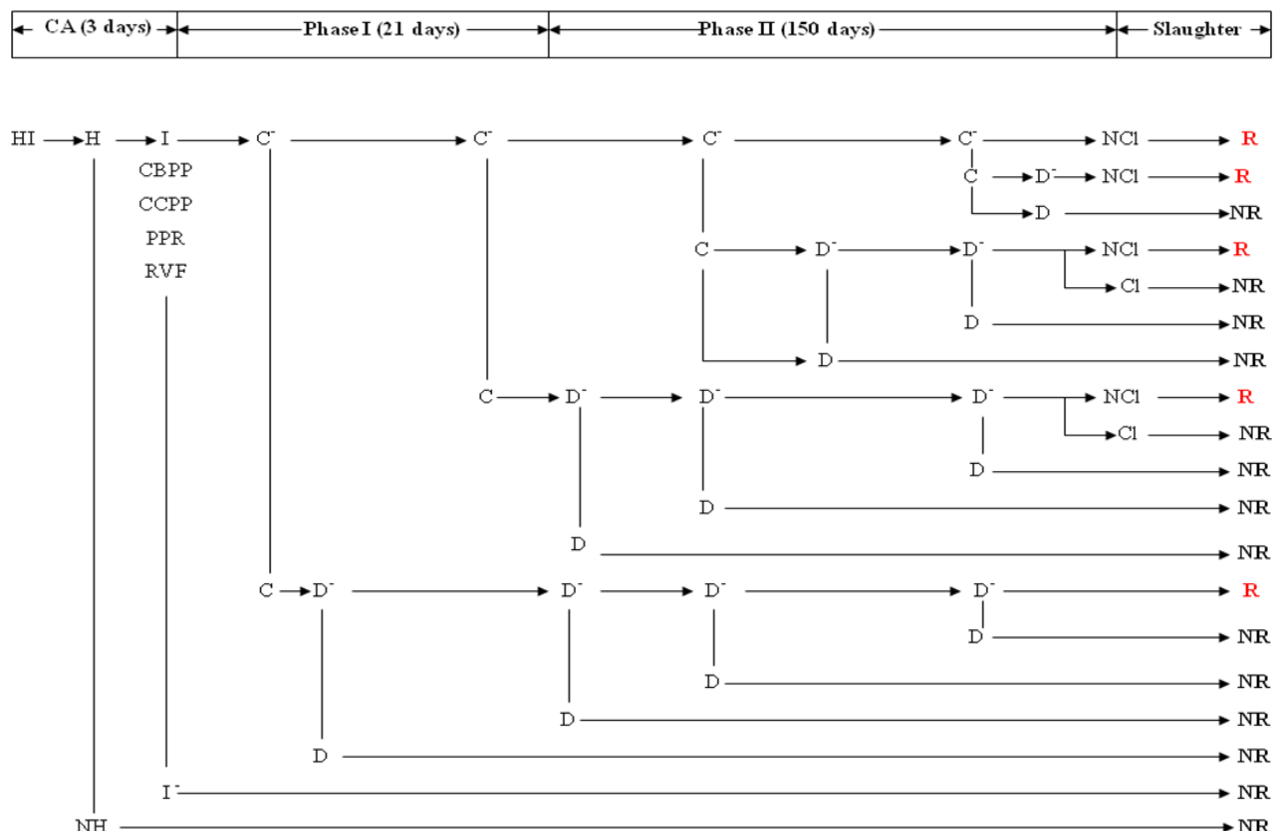 CA (3 days) Phase I (21 days) Phase II (150 days) Slaughter
HI H I C⁻ C⁻ C⁻ C⁻ NCl R
CBPP C D⁻ NCl R
CCPP D NR
PPR
C D⁻ D⁻ NCl R
RVF
Cl NR
D NR
D NR
C D⁻ D⁻ D⁻ NCl R
Cl NR
D NR
D NR
D NR
C D⁻ D⁻ D⁻ D⁻ R
D NR
D NR
D NR
D NR
I⁻ NR
NH NR